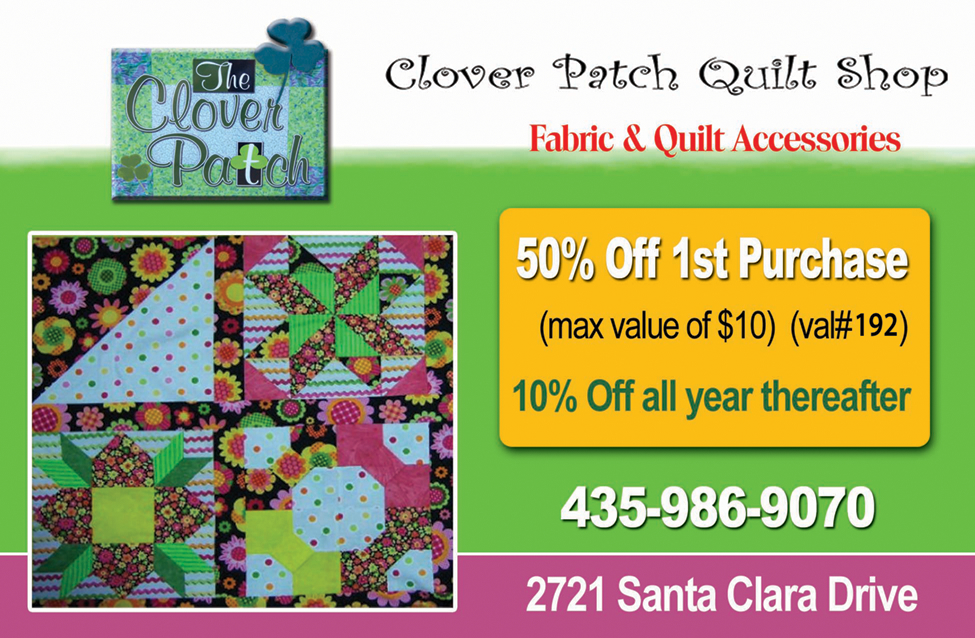 The
Clover
Patch
Clover Patch Quilt Shop
Fabric & Quilt Accessories
50% Off 1st Purchase
(max value of $10) (val#192)
10% Off all year thereafter
435-986-9070
2721 Santa Clara Drive